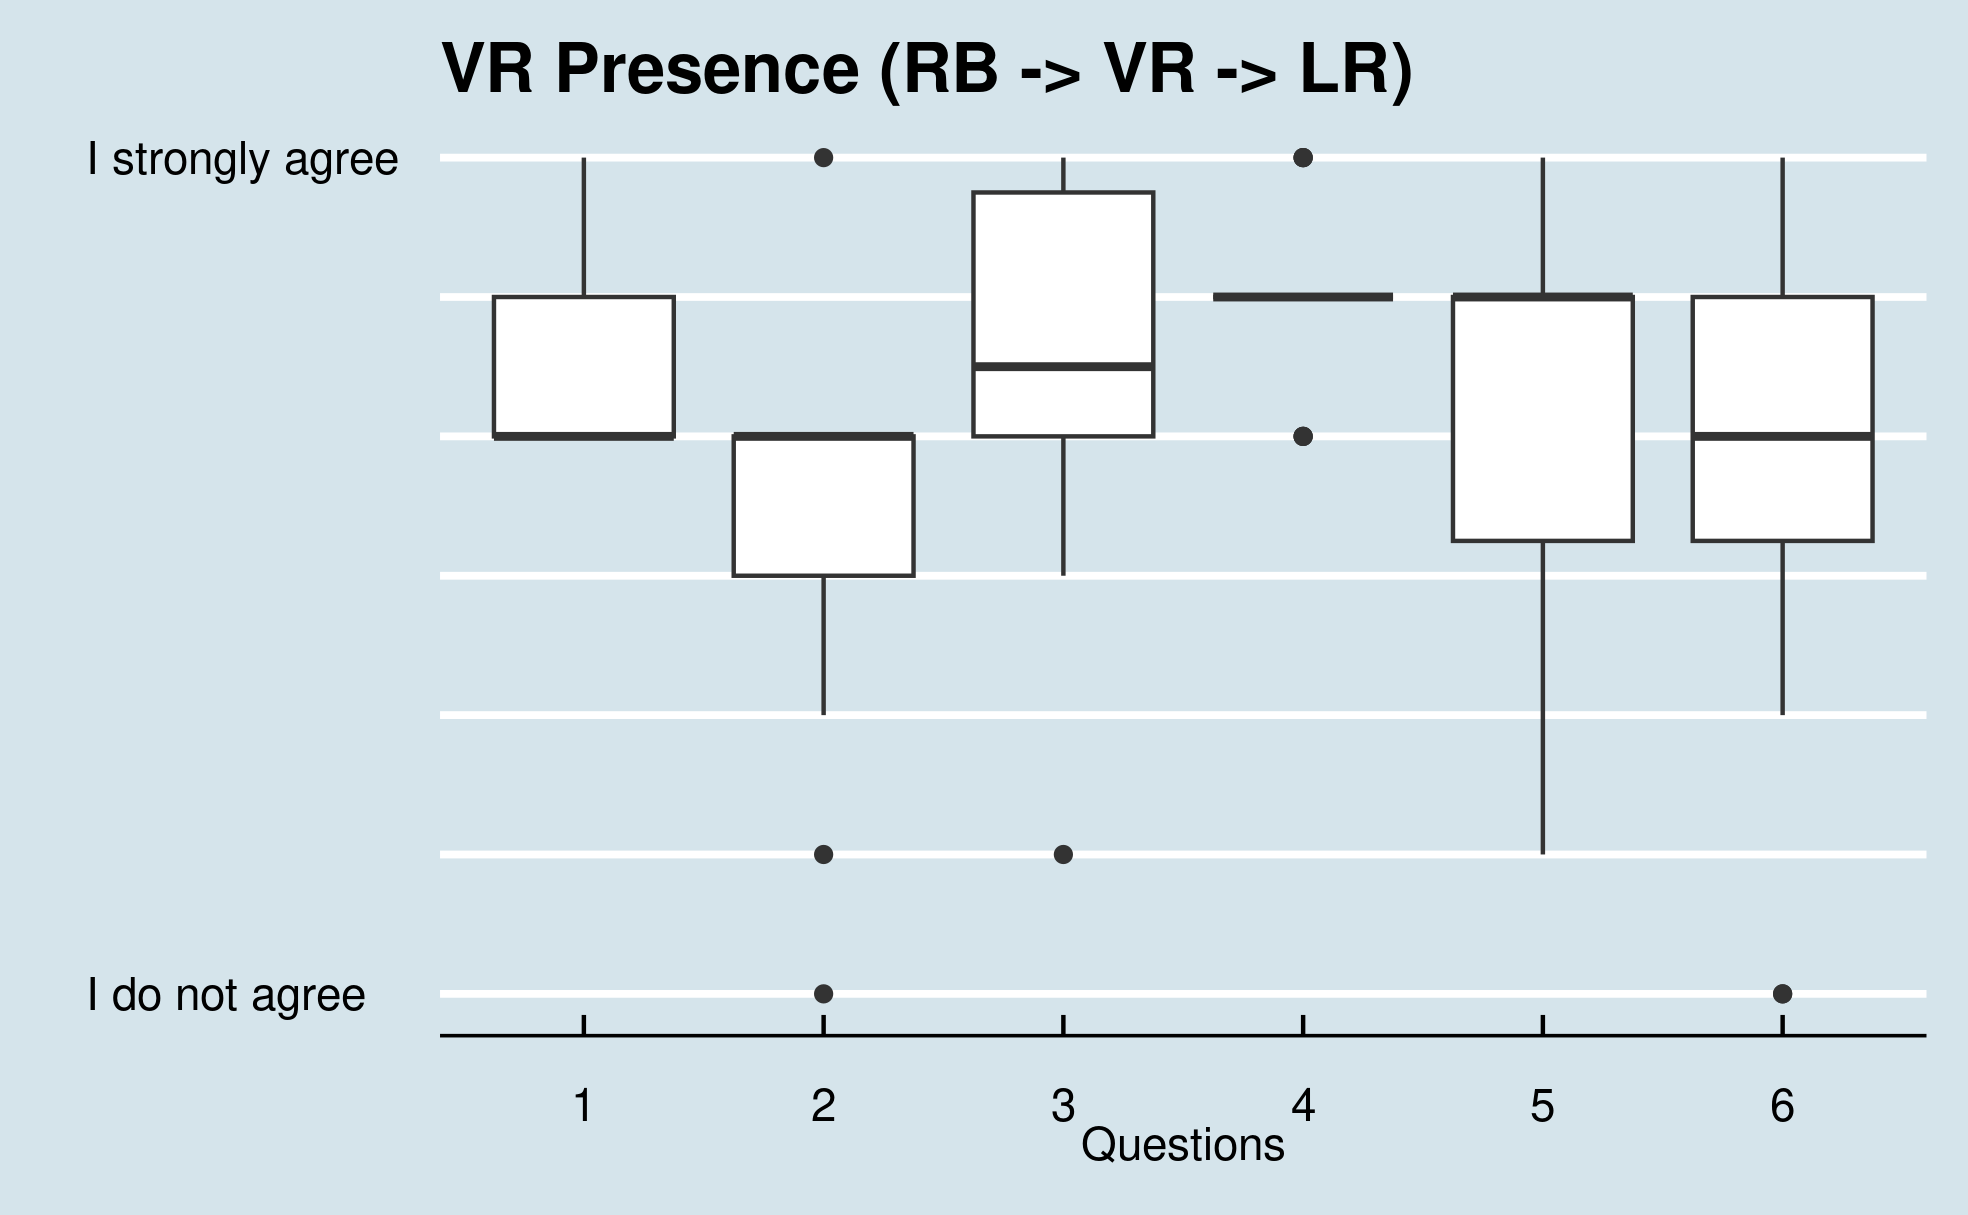 VR Presence (RB -> VR -> LR)
I strongly agree
I do not agree
1 2 3 4 5 6
Questions